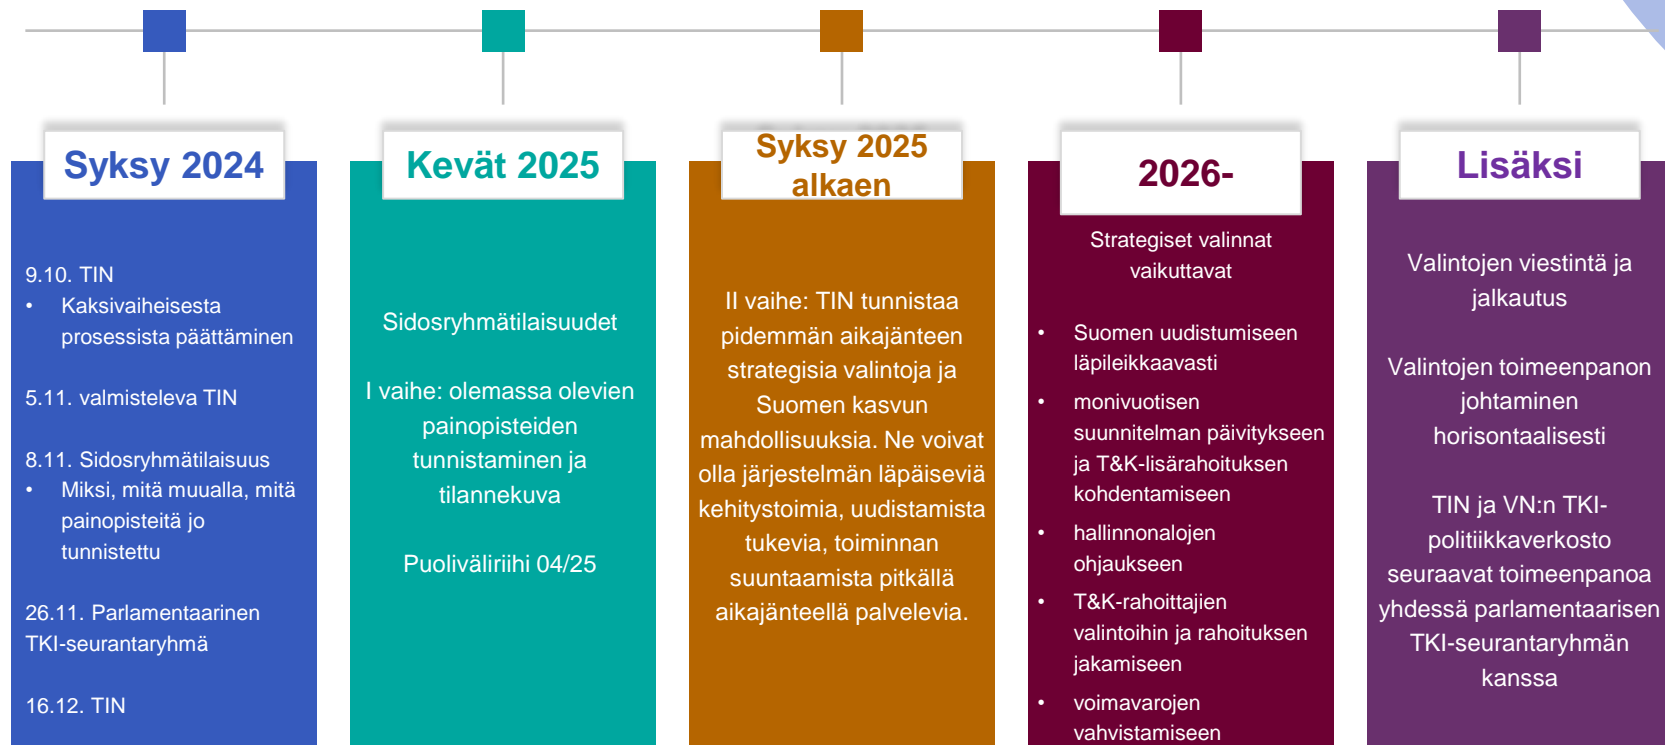 Syksy 2024
9.10. TIN
• Kaksivaiheisesta
prosessista päättäminen
5.11. valmisteleva TIN
8.11. Sidosryhmätilaisuus
• Miksi, mitä muualla, mitä
painopisteitä jo
tunnistettu
26.11. Parlamentaarinen
TKI-seurantaryhmä
16.12. TIN
Kevät 2025
Sidosryhmätilaisuudet
I vaihe: olemassa olevien
painopisteiden
tunnistaminen ja
tilannekuva
Puoliväliriihi 04/25
Syksy 2025
alkaen
II vaihe: TIN tunnistaa
pidemmän aikajänteen
strategisia valintoja ja
Suomen kasvun
mahdollisuuksia. Ne voivat
olla järjestelmän läpäiseviä
kehitystoimia, uudistamista
tukevia, toiminnan
suuntaamista pitkällä
aikajänteellä palvelevia.
2026-
Strategiset valinnat
vaikuttavat
• Suomen uudistumiseen
läpileikkaavasti
• monivuotisen
suunnitelman päivitykseen
ja T&K-lisärahoituksen
kohdentamiseen
• hallinnonalojen
ohjaukseen
• T&K-rahoittajien
valintoihin ja rahoituksen
jakamiseen
• voimavarojen
vahvistamiseen
Lisäksi
Valintojen viestintä ja
jalkautus
Valintojen toimeenpanon
johtaminen
horisontaalisesti
TIN ja VN:n TKI-
politiikkaverkosto
seuraavat toimeenpanoa
yhdessä parlamentaarisen
TKI-seurantaryhmän
kanssa